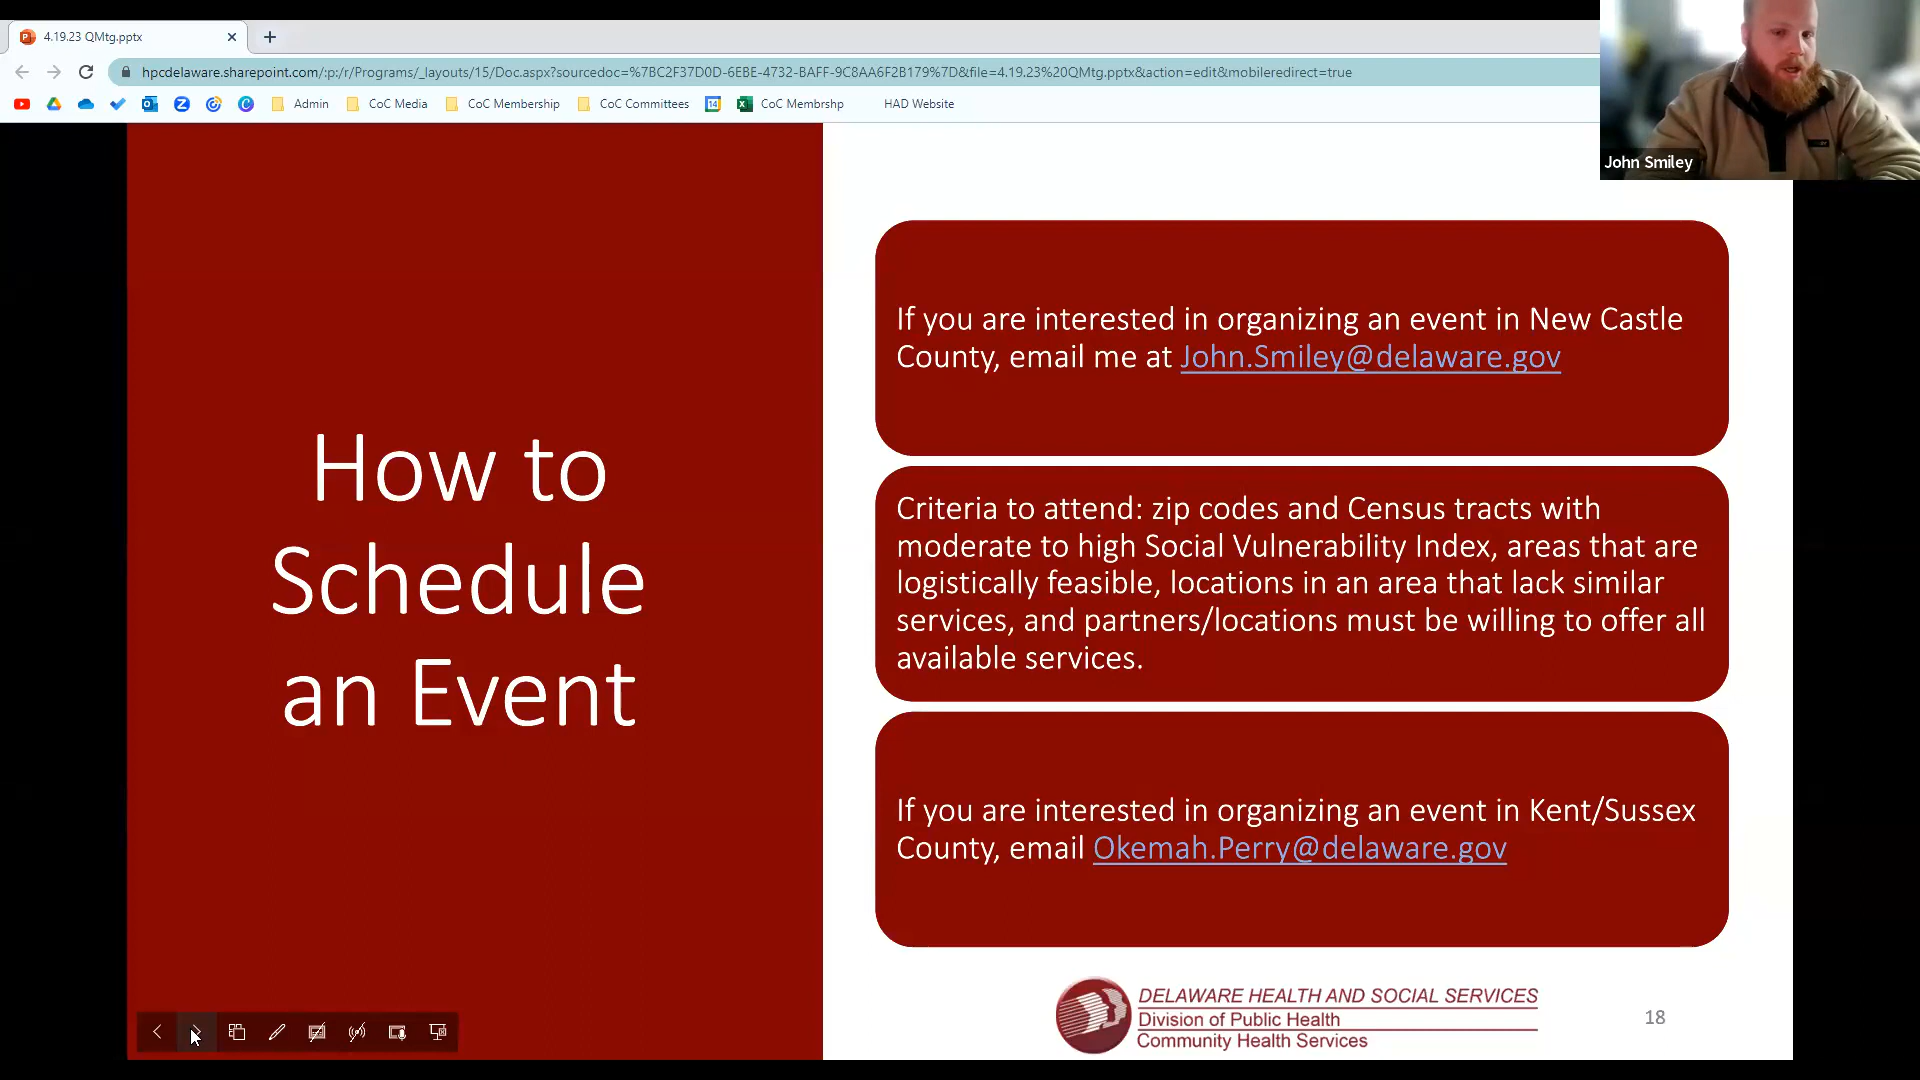 4.19.23 QMtg.pptx
hpcdelaware.sharepoint.com/:p:/r/Programs/_layouts/15/Doc.aspx?sourcedoc=%7BC2F37D0D-6EBE-4732-BAFF-9C8AA6F2B179%7D&file=4.19.23%20QMtg.pptx&action=edit&mobileredirect=true
Admin CoC Media CoC Membership CoC Committees 14 CoC Membrshp HAD Website
John Smiley
How to
Schedule
an Event
If you are interested in organizing an event in New Castle
County, email me at John.Smiley@delaware.gov
Criteria to attend: zip codes and Census tracts with
moderate to high Social Vulnerability Index, areas that are
logistically feasible, locations in an area that lack similar
services, and partners/locations must be willing to offer all
available services.
If you are interested in organizing an event in Kent/Sussex
County, email Okemah.Perry@delaware.gov
DELAWARE HEALTH AND SOCIAL SERVICES
Division of Public Health
Community Health Services
18